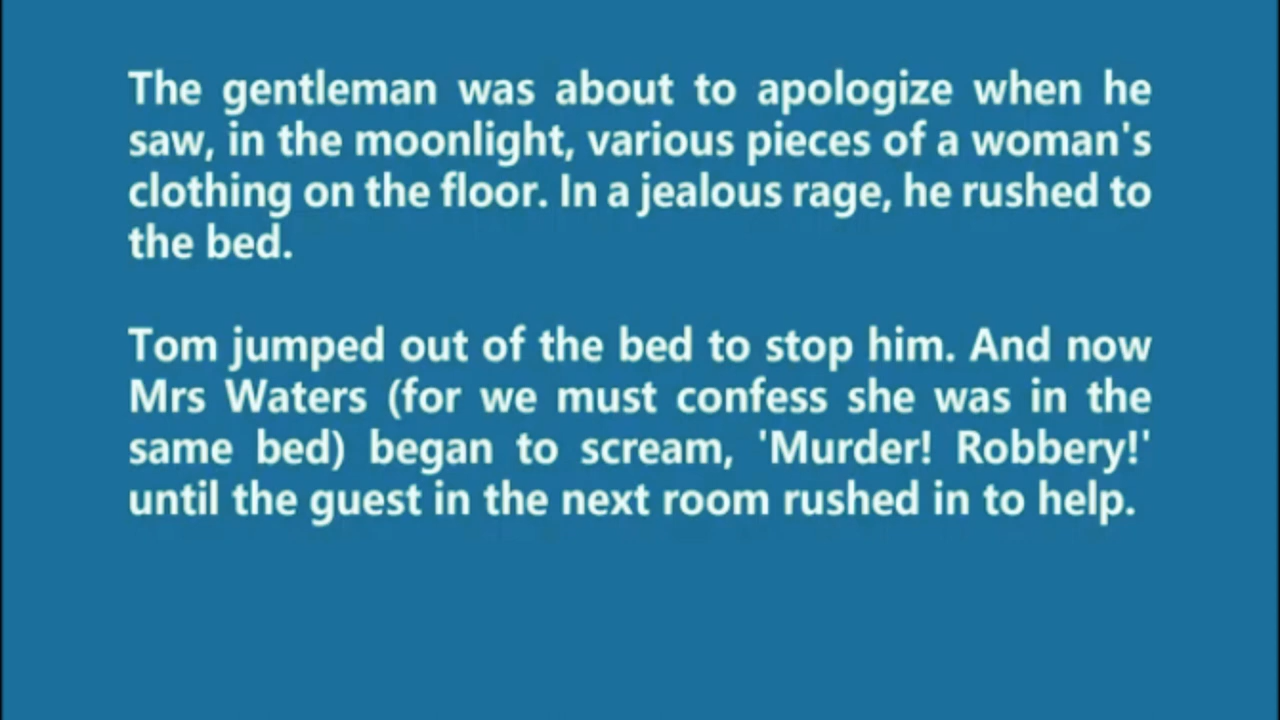 The gentleman was about to apologize when he
saw, in the moonlight, various pieces of a woman's
clothing on the floor. In a jealous rage, he rushed to
the bed.
Tom jumped out of the bed to stop him. And now
Mrs Waters (for we must confess she was in the
same bed) began to scream, 'Murder! Robbery!'
until the guest in the next room rushed in to help.